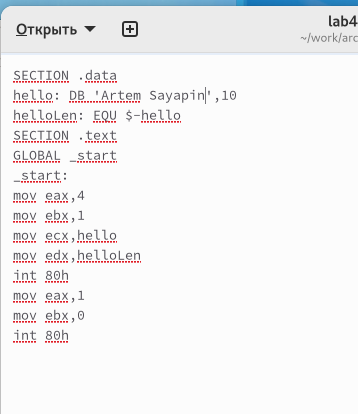 Открыть
lab4
~/work/arc
SECTION .data
hello: DB 'Artem Sayapin',10
helloLen: EQU $-hello
SECTION .text
GLOBAL _start
_start:
mov eax,4
mov ebx,1
mov ecx,hello
mov edx,helloLen
int 80h
mov eax,1
mov ebx,0
int 80h